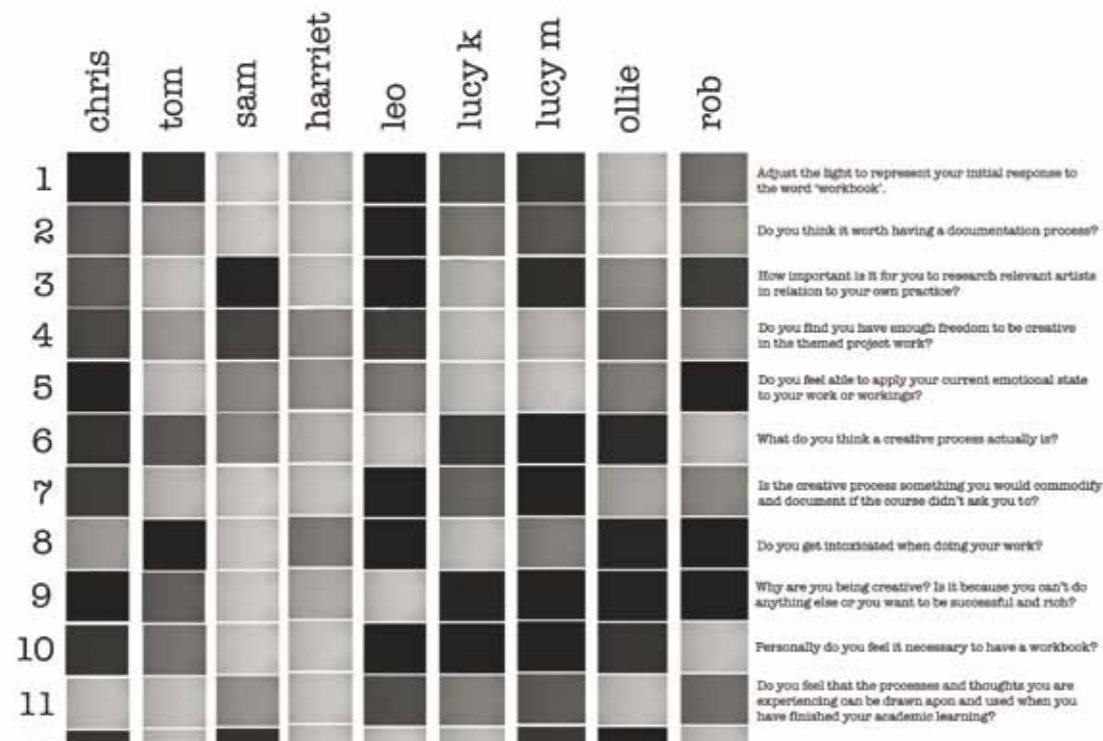 chris tom sam harriet leo lucy k lucy m ollie rob
1 Adjust the light to represent your initial response to
the word 'workbook'.
2 Do you think it worth having a documentation process?
3 How important is it for you to research relevant artists
in relation to your own practice?
4 Do you find you have enough freedom to be creative
in the themed project work?
5 Do you feel able to apply your current emotional state
to your work or workings?
6 What do you think a creative process actually is?
7 Is the creative process something you would commodify
and document if the course didn't ask you to?
8 Do you get intoxicated when doing your work?
9 Why are you being creative? Is it because you can't do
anything else or you want to be successful and rich?
10 Personally do you feel it necessary to have a workbook?
11 Do you feel that the processes and thoughts you are
experiencing can be drawn apon and used when you
have finished your academic learning?